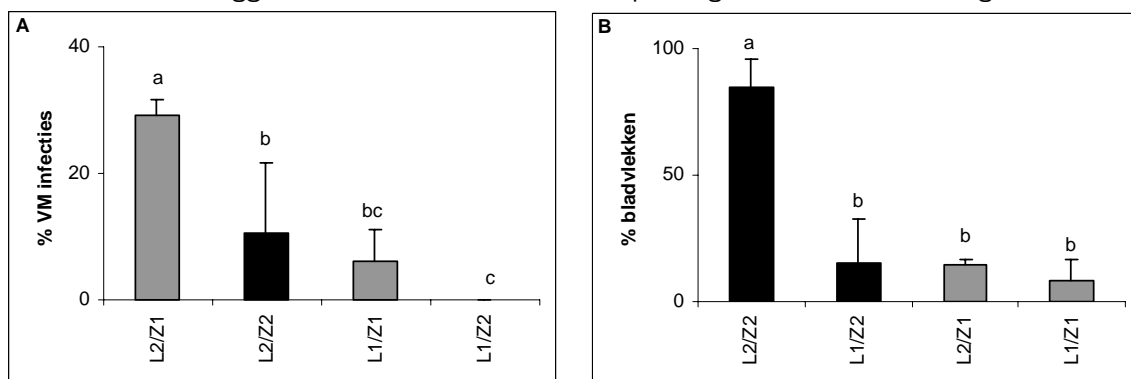 A
% VM infecties
40
20
0
a
b
bc
c
L2/Z1
L2/Z2
L1/Z1
L1/Z2
B
% bladvlekken
100
50
0
a
b
b
b
L2/Z2
L1/Z2
L2/Z1
L1/Z1